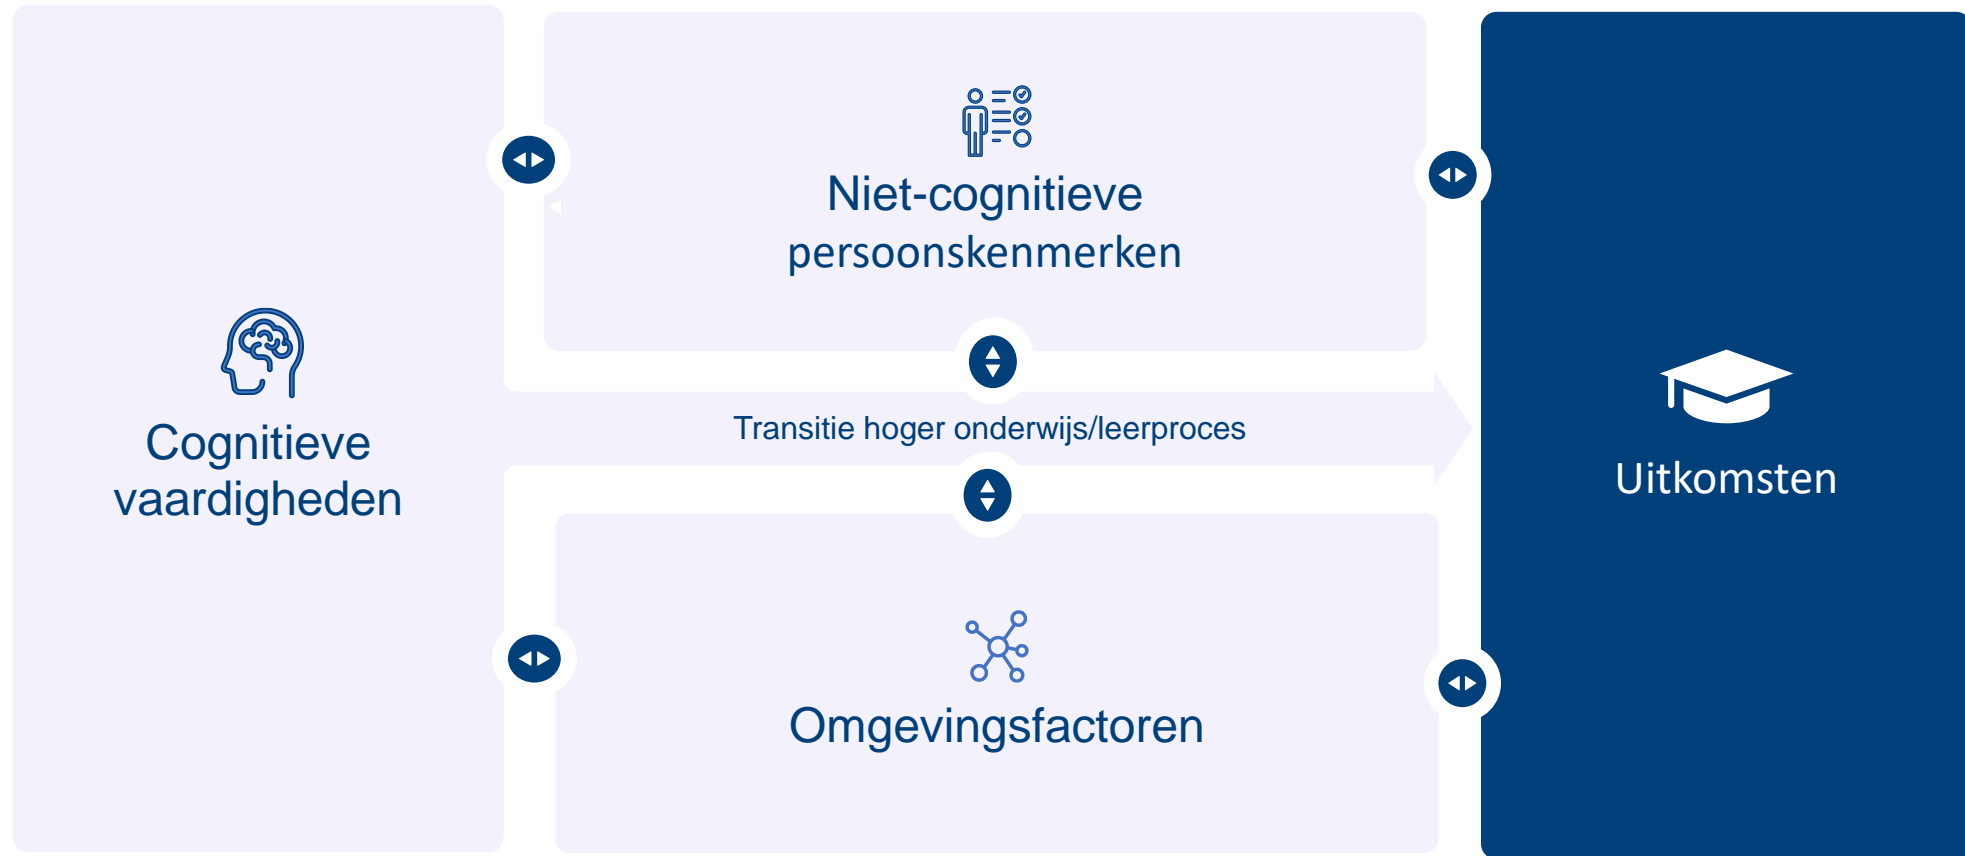 Niet-cognitieve
persoonskenmerken
Cognitieve
vaardigheden
Transitie hoger onderwijs/leerproces
Uitkomsten
Omgevingsfactoren